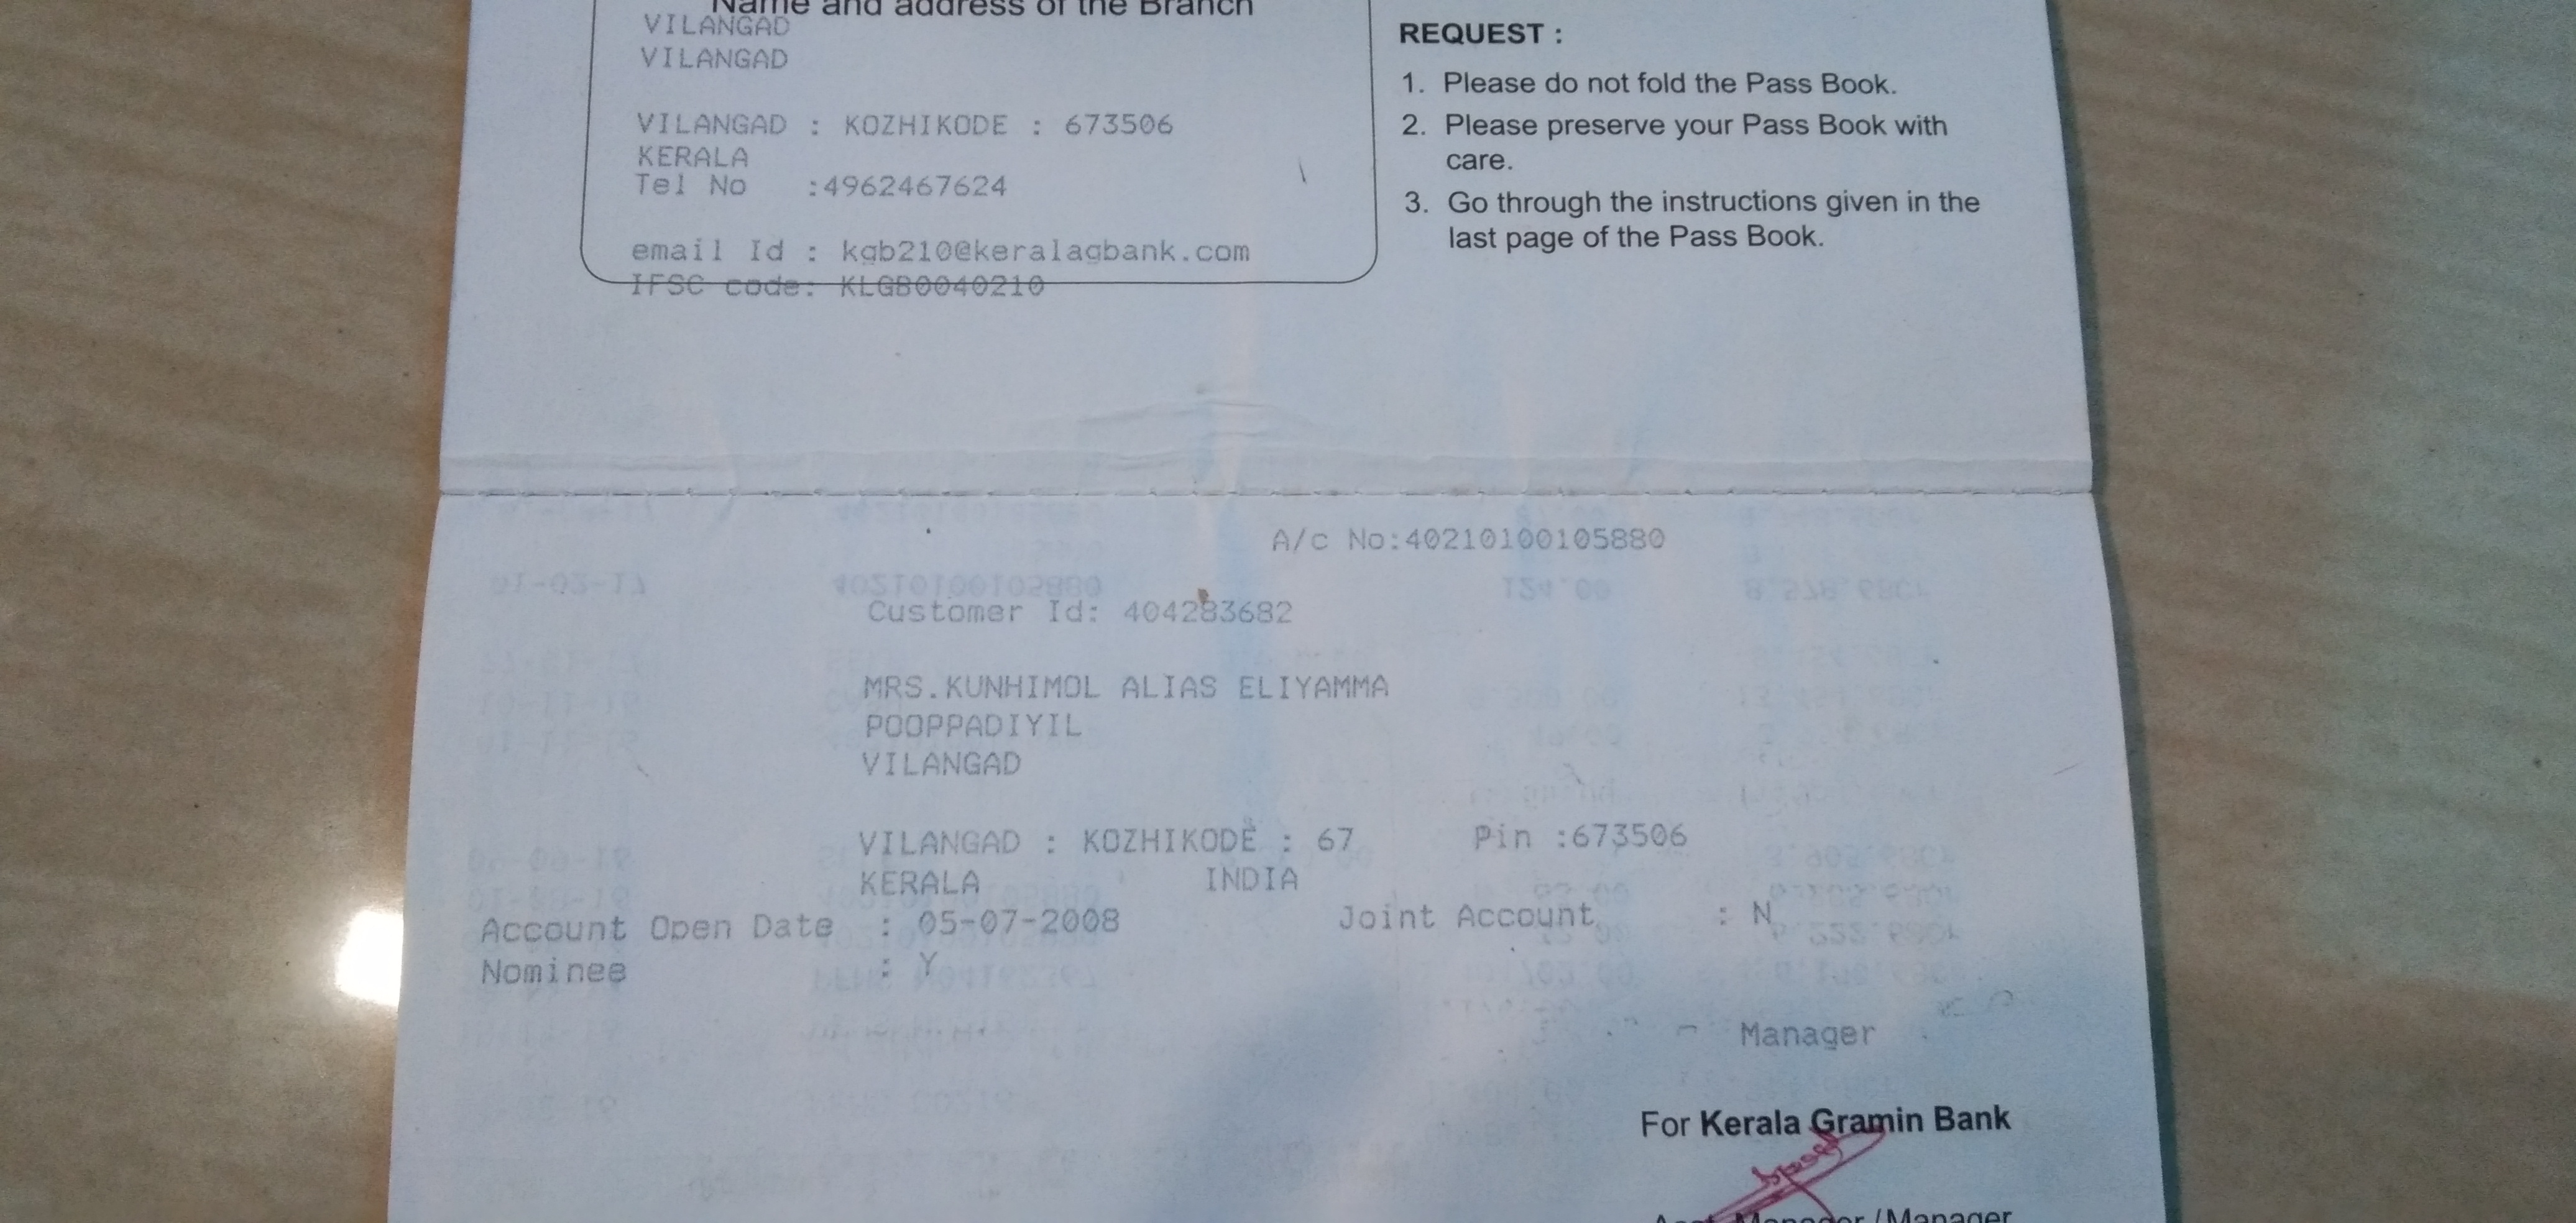 Name and address of the Branch
VILANGAD
VILANGAD
VILANGAD : KOZHIKODE : 673506
KERALA
Tel No :4962467624
email Id : kgb210@keralagbank.com
IFSC code: KLGB0040210
REQUEST :
1. Please do not fold the Pass Book.
2. Please preserve your Pass Book with
care.
3. Go through the instructions given in the
last page of the Pass Book.
A/c No:40210100105880
Customer Id: 404283682
MRS.KUNHIMOL ALIAS ELIYAMMA
POOPPADIYIL
VILANGAD
VILANGAD : KOZHIKODE : 67 Pin :673506
KERALA INDIA
Account Open Date : 05-07-2008 Joint Account : N
Nominee : Y
Manager
For Kerala Gramin Bank
Manager/Manager